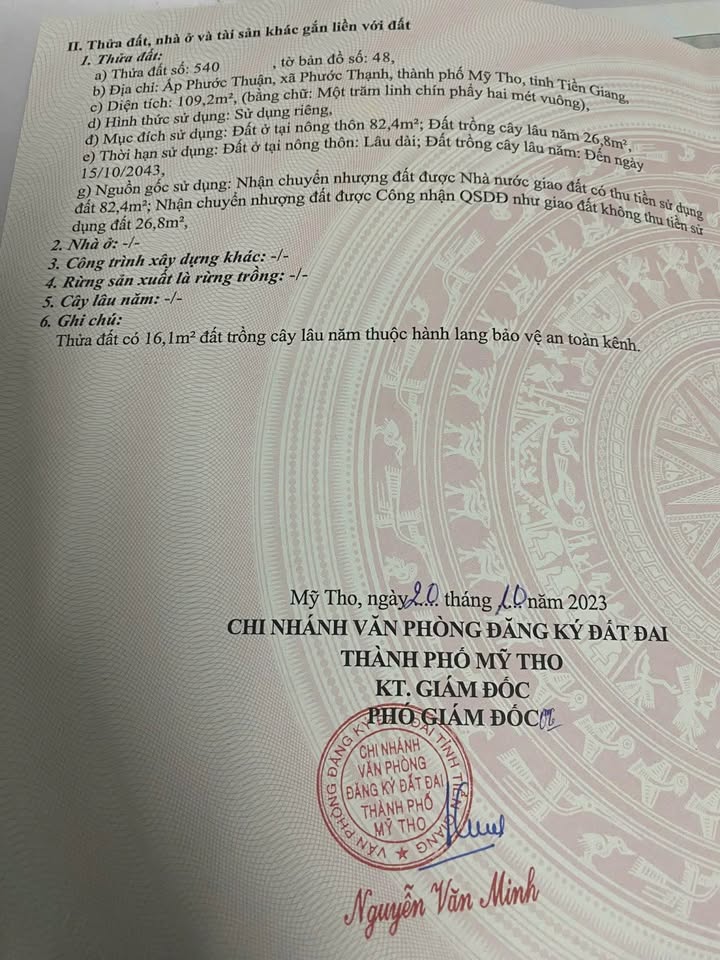 II. Thửa đất, nhà ở và tài sản khác gắn liền với đất
1. Thửa đất:
a) Thửa đất số: 540 , tờ bản đồ số: 48,
b) Địa chỉ: Ấp Phước Thuận, xã Phước Thạnh, thành phố Mỹ Tho, tỉnh Tiền Giang,
c) Diện tích: 109,2m², (bằng chữ: Một trăm linh chín phẩy hai mét vuông),
d) Hình thức sử dụng: Sử dụng riêng,
đ) Mục đích sử dụng: Đất ở tại nông thôn 82,4m²; Đất trồng cây lâu năm 26,8m²,
e) Thời hạn sử dụng: Đất ở tại nông thôn: Lâu dài; Đất trồng cây lâu năm: Đến ngày
15/10/2043,
g) Nguồn gốc sử dụng: Nhận chuyển nhượng đất được Nhà nước giao đất có thu tiền sử dụng
đất 82,4m²; Nhận chuyển nhượng đất được Công nhận QSDĐ như giao đất không thu tiền sử
dụng đất 26,8m²,
2. Nhà ở: -/-
3. Công trình xây dựng khác: -/-
4. Rừng sản xuất là rừng trồng: -/-
5. Cây lâu năm: -/-
6. Ghi chú:
Thửa đất có 16,1m² đất trồng cây lâu năm thuộc hành lang bảo vệ an toàn kênh.
Mỹ Tho, ngày 20 tháng 10 năm 2023
CHI NHÁNH VĂN PHÒNG ĐĂNG KÝ ĐẤT ĐAI
THÀNH PHỐ MỸ THO
KT. GIÁM ĐỐC
PHÓ GIÁM ĐỐC
VĂN PHÒNG ĐĂNG KÝ ĐẤT ĐAI TỈNH TIỀN GIANG
CHI NHÁNH
VĂN PHÒNG
ĐĂNG KÝ ĐẤT ĐAI
THÀNH PHỐ
MỸ THO
Nguyễn Văn Minh